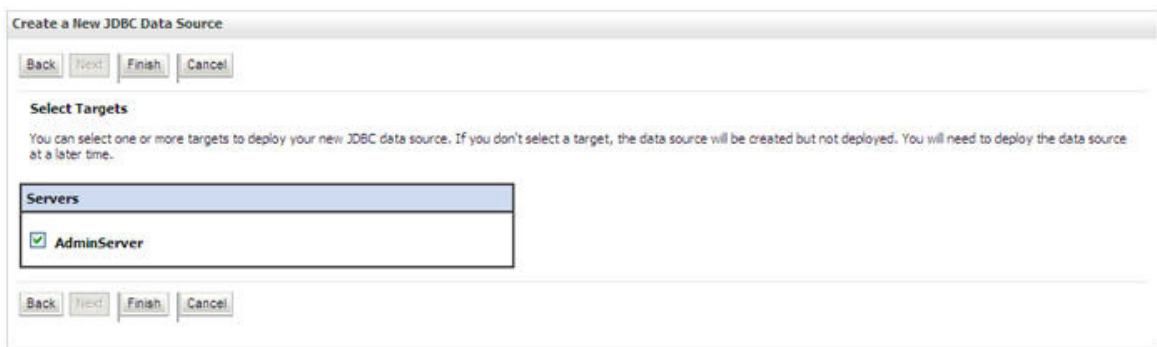 Create a New JDBC Data Source
Back Next Finish Cancel
Select Targets
You can select one or more targets to deploy your new JDBC data source. If you don't select a target, the data source will be created but not deployed. You will need to deploy the data source
at a later time.
Servers
AdminServer
Back Next Finish Cancel